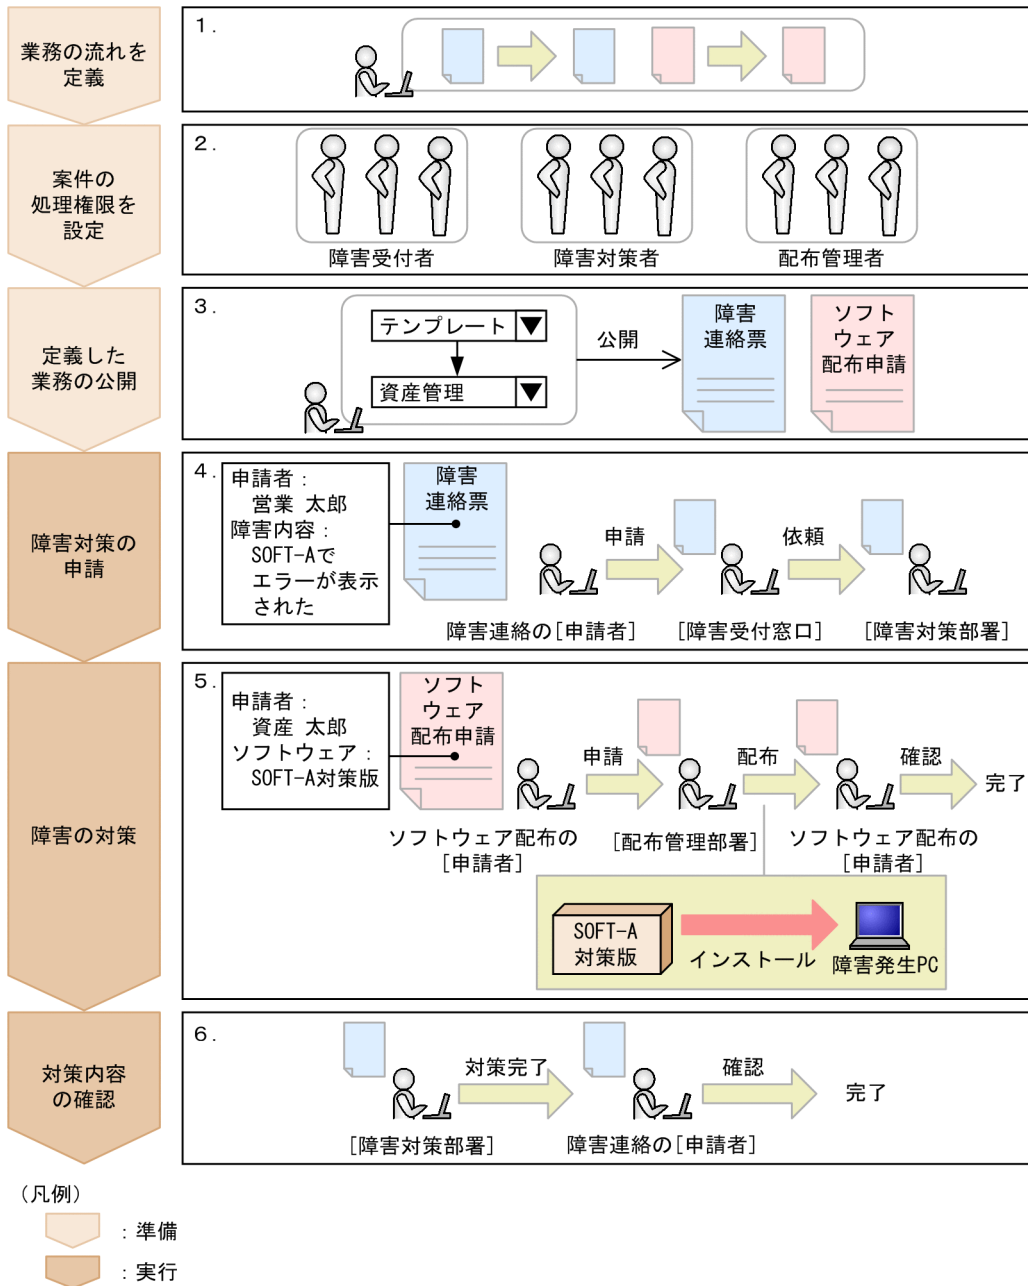 業務の流れを
定義
1.
案件の
処理権限を
設定
2.
障害受付者
障害対策者
配布管理者
定義した
業務の公開
3.
テンプレート
資産管理
公開
障害
連絡票
ソフト
ウェア
配布申請
障害対策の
申請
4.
申請者：
営業 太郎
障害内容：
SOFT-Aで
エラーが表示
された
障害
連絡票
申請
依頼
障害連絡の[申請者]
[障害受付窓口]
[障害対策部署]
障害の対策
5.
申請者：
資産 太郎
ソフトウェア：
SOFT-A対策版
ソフト
ウェア
配布申請
申請
配布
確認
完了
ソフトウェア配布の
[申請者]
[配布管理部署]
ソフトウェア配布の
[申請者]
SOFT-A
対策版
インストール
障害発生PC
対策内容
の確認
6.
対策完了
確認
完了
[障害対策部署]
障害連絡の[申請者]
（凡例）
：準備
：実行